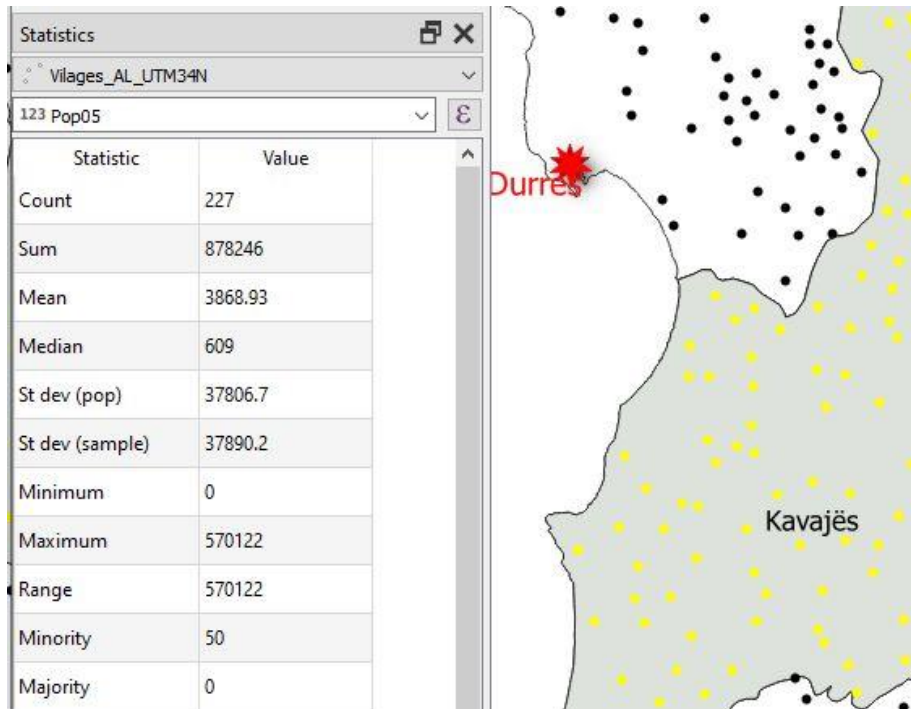 Statistics
Vilages_AL_UTM34N
123 Pop05
ε
Statistic Value
Count 227
Sum 878246
Mean 3868.93
Median 609
St dev (pop) 37806.7
St dev (sample) 37890.2
Minimum 0
Maximum 570122
Range 570122
Minority 50
Majority 0
Durrës
Kavajës